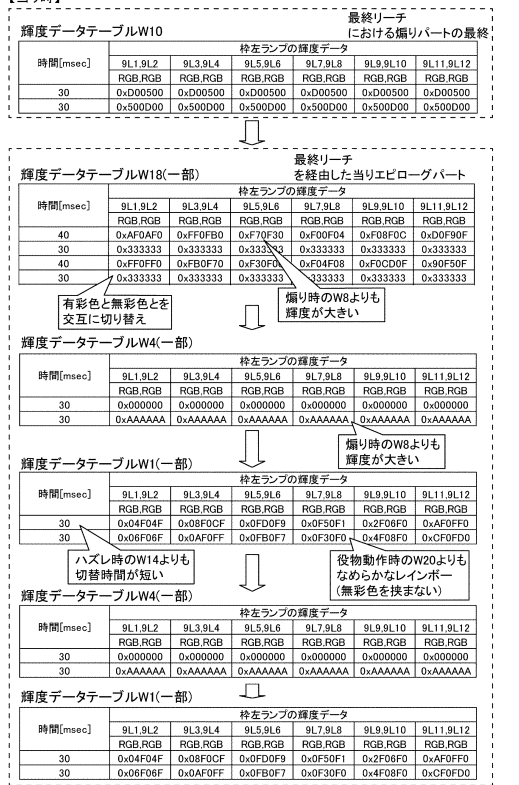 【当り時】
輝度データテーブルW10
最終リーチ
における煽りパートの最終
時間[msec] 枠左ランプの輝度データ
9L1,9L2 9L3,9L4 9L5,9L6 9L7,9L8 9L9,9L10 9L11,9L12
RGB,RGB RGB,RGB RGB,RGB RGB,RGB RGB,RGB RGB,RGB
30 0xD00500 0xD00500 0xD00500 0xD00500 0xD00500 0xD00500
30 0x500D00 0x500D00 0x500D00 0x500D00 0x500D00 0x500D00
輝度データテーブルW18(一部)
最終リーチ
を経由した当りエピローグパート
時間[msec] 枠左ランプの輝度データ
9L1,9L2 9L3,9L4 9L5,9L6 9L7,9L8 9L9,9L10 9L11,9L12
RGB,RGB RGB,RGB RGB,RGB RGB,RGB RGB,RGB RGB,RGB
40 0xAF0AF0 0xFF0FB0 0xF70F30 0xF00F04 0xF08F0C 0xD0F90F
30 0x333333 0x333333 0x333333 0x333333 0x333333 0x333333
40 0xFF0FF0 0xFB0F70 0xF30F0 0xF04F08 0xF0CD0F 0x90F50F
30 0x333333 0x333333 0x333333 0x333333 0x333333
有彩色と無彩色とを
交互に切り替え
煽り時のW8よりも
輝度が大きい
輝度データテーブルW4(一部)
時間[msec] 枠左ランプの輝度データ
9L1,9L2 9L3,9L4 9L5,9L6 9L7,9L8 9L9,9L10 9L11,9L12
RGB,RGB RGB,RGB RGB,RGB RGB,RGB RGB,RGB RGB,RGB
30 0x000000 0x000000 0x000000 0x000000 0x000000 0x000000
30 0xAAAAAA 0xAAAAAA 0xAAAAAA 0xAAAAAA 0xAAAAAA 0xAAAAAA
煽り時のW8よりも
輝度が大きい
輝度データテーブルW1(一部)
時間[msec] 枠左ランプの輝度データ
9L1,9L2 9L3,9L4 9L5,9L6 9L7,9L8 9L9,9L10 9L11,9L12
RGB,RGB RGB,RGB RGB,RGB RGB,RGB RGB,RGB RGB,RGB
30 0x04F04F 0x08F0CF 0x0FD0F9 0x0F50F1 0x2F06F0 0xAF0FF0
30 0x06F06F 0x0AF0FF 0x0FB0F7 0x0F30F0 0x4F08F0 0xCF0FD0
ハズレ時のW14よりも
切替時間が短い
役物動作時のW20よりも
なめらかなレインボー
(無彩色を挟まない)
輝度データテーブルW4(一部)
時間[msec] 枠左ランプの輝度データ
9L1,9L2 9L3,9L4 9L5,9L6 9L7,9L8 9L9,9L10 9L11,9L12
RGB,RGB RGB,RGB RGB,RGB RGB,RGB RGB,RGB RGB,RGB
30 0x000000 0x000000 0x000000 0x000000 0x000000 0x000000
30 0xAAAAAA 0xAAAAAA 0xAAAAAA 0xAAAAAA 0xAAAAAA 0xAAAAAA
輝度データテーブルW1(一部)
時間[msec] 枠左ランプの輝度データ
9L1,9L2 9L3,9L4 9L5,9L6 9L7,9L8 9L9,9L10 9L11,9L12
RGB,RGB RGB,RGB RGB,RGB RGB,RGB RGB,RGB RGB,RGB
30 0x04F04F 0x08F0CF 0x0FD0F9 0x0F50F1 0x2F06F0 0xAF0FF0
30 0x06F06F 0x0AF0FF 0x0FB0F7 0x0F30F0 0x4F08F0 0xCF0FD0